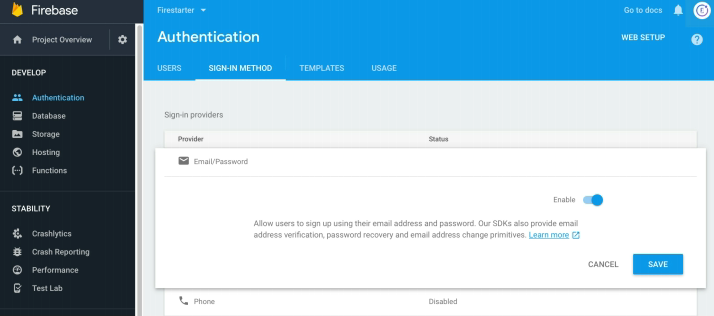 Firebase
Firestarter
Go to docs
Project Overview
Authentication
WEB SETUP
USERS
SIGN-IN METHOD
TEMPLATES
USAGE
DEVELOP
Authentication
Database
Storage
Hosting
Functions
STABILITY
Crashlytics
Crash Reporting
Performance
Test Lab
Sign-in providers
Provider
Status
Email/Password
Enable
Allow users to sign up using their email address and password. Our SDKs also provide email
address verification, password recovery and email address change primitives. Learn more
CANCEL
SAVE
Phone
Disabled